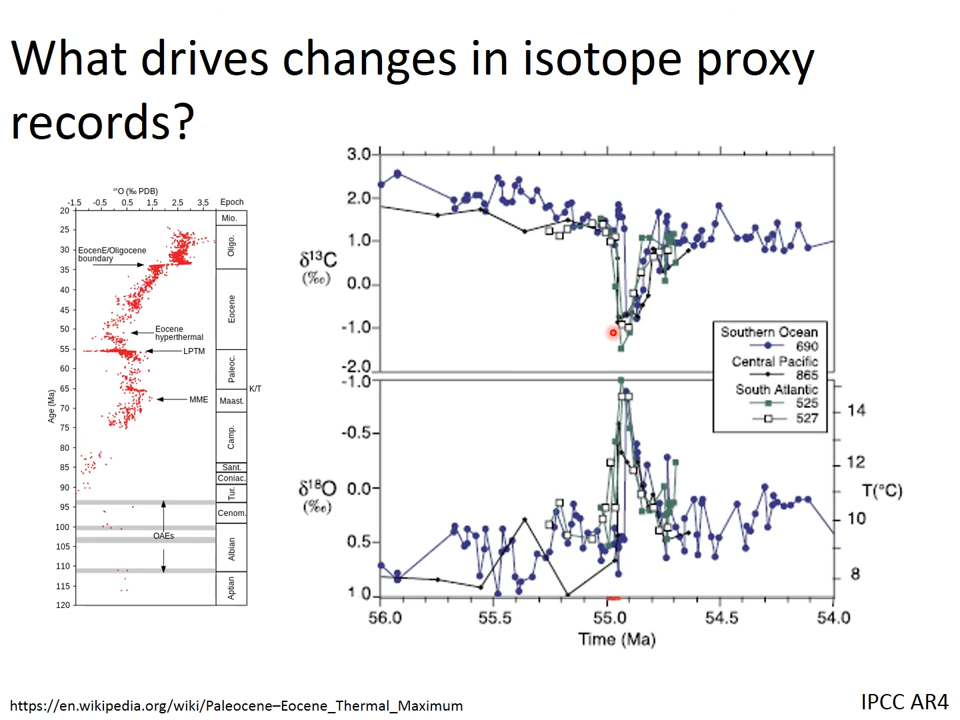 What drives changes in isotope proxy
records?
¹⁸O (‰ PDB)
-1.5 -0.5 0.5 1.5 2.5 3.5 Epoch
20
25
30
35
40
45
50
55
60
65
70
75
80
85
90
95
100
105
110
115
120
Age (Ma)
EocenE/Oligocene
boundary
Eocene
hyperthermal
LPTM
MME
OAEs
Mio.
Oligo.
Eocene
Paleoc.
K/T
Maast.
Camp.
Sant.
Coniac.
Tur.
Cenom.
Albian
Aptian
3.0
2.0
1.0
0.0
-1.0
-2.0
δ¹³C
(‰)
-1.0
-0.5
0.0
0.5
1 0
δ¹⁸O
(‰)
Southern Ocean
690
Central Pacific
865
South Atlantic
525
527
14
12
10
8
T(°C)
56.0 55.5 55.0 54.5 54.0
Time (Ma)
https://en.wikipedia.org/wiki/Paleocene–Eocene_Thermal_Maximum
IPCC AR4